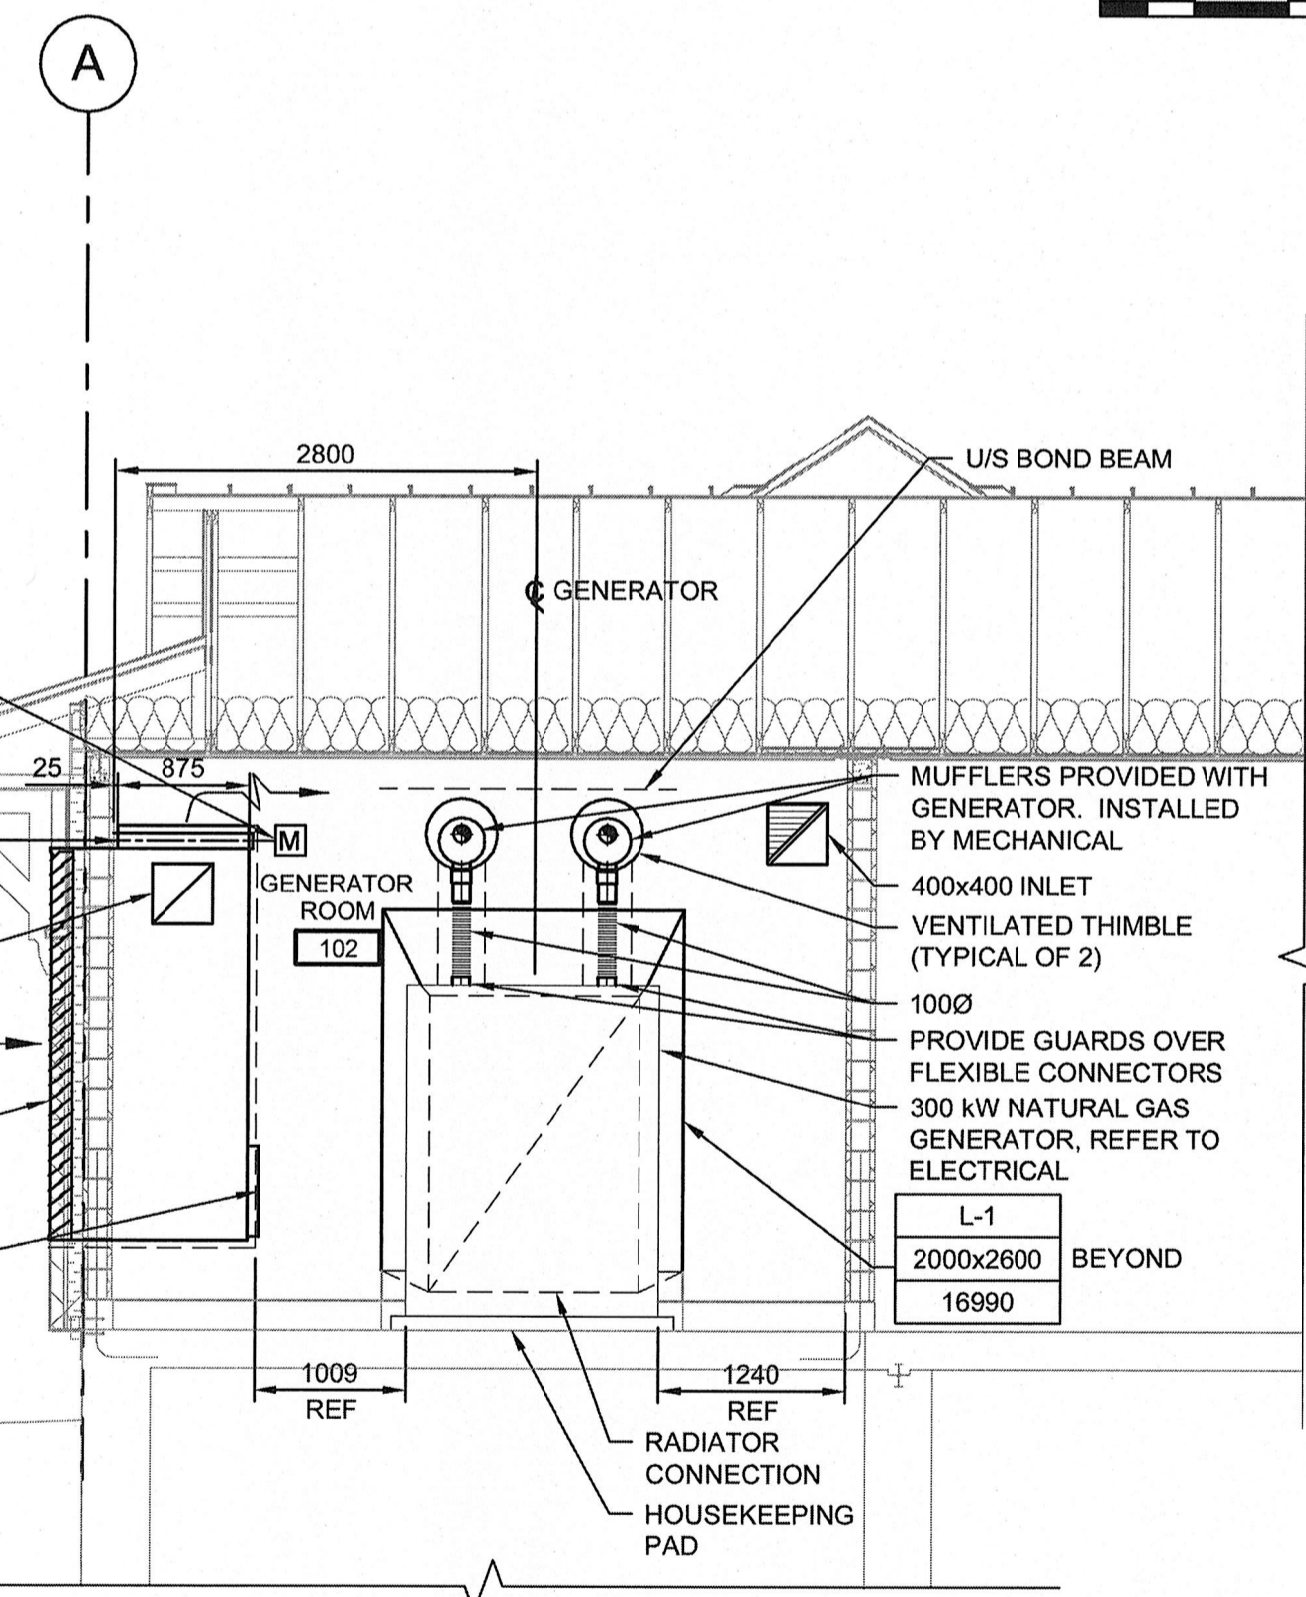 A
2800
U/S BOND BEAM
℄ GENERATOR
25
875
M
GENERATOR
ROOM
102
MUFFLERS PROVIDED WITH
GENERATOR. INSTALLED
BY MECHANICAL
400x400 INLET
VENTILATED THIMBLE
(TYPICAL OF 2)
100Ø
PROVIDE GUARDS OVER
FLEXIBLE CONNECTORS
300 kW NATURAL GAS
GENERATOR, REFER TO
ELECTRICAL
L-1
2000x2600
16990
BEYOND
1009
REF
1240
REF
RADIATOR
CONNECTION
HOUSEKEEPING
PAD